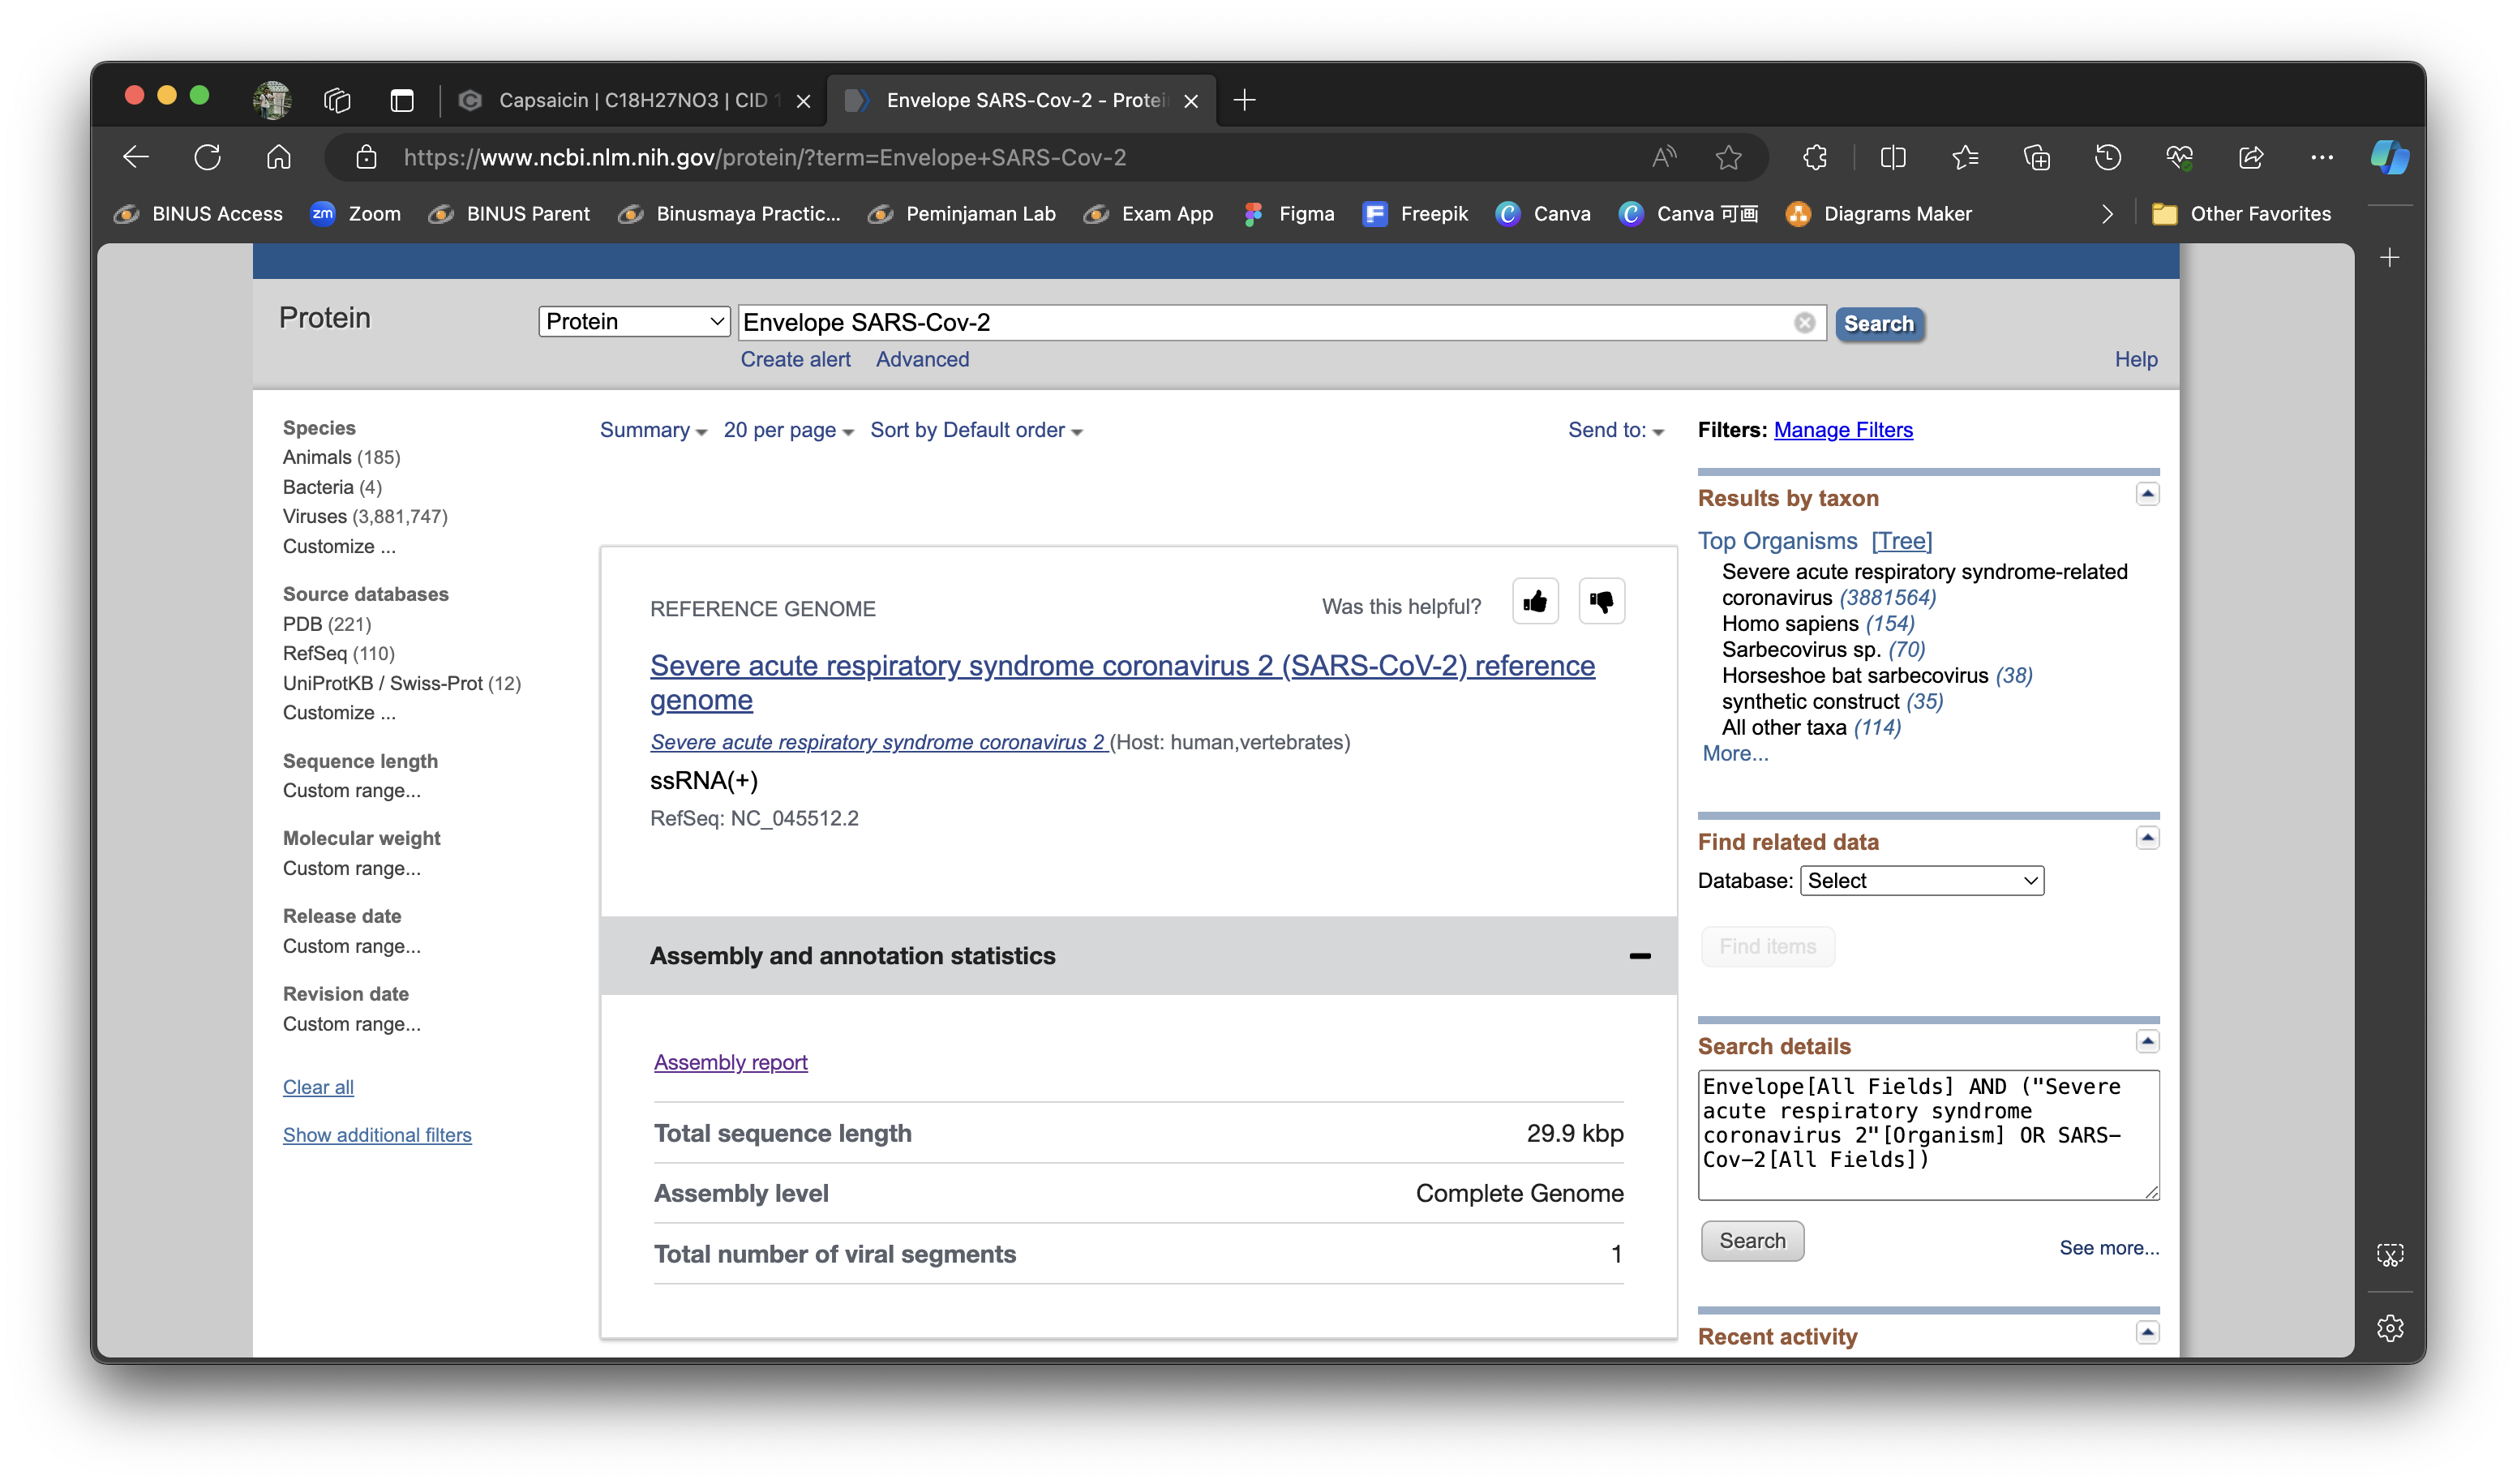 Capsaicin | C18H27NO3 | CID 1
Envelope SARS-Cov-2 - Protei
https://www.ncbi.nlm.nih.gov/protein/?term=Envelope+SARS-Cov-2
BINUS Access
zm Zoom
BINUS Parent
Binusmaya Practic...
Peminjaman Lab
Exam App
Figma
Freepik
Canva
Canva 可画
Diagrams Maker
Other Favorites
Protein
Protein
Envelope SARS-Cov-2
Search
Create alert Advanced
Help
Species
Animals (185)
Bacteria (4)
Viruses (3,881,747)
Customize ...
Source databases
PDB (221)
RefSeq (110)
UniProtKB / Swiss-Prot (12)
Customize ...
Sequence length
Custom range...
Molecular weight
Custom range...
Release date
Custom range...
Revision date
Custom range...
Clear all
Show additional filters
Summary 20 per page Sort by Default order
Send to:
REFERENCE GENOME
Was this helpful?
Severe acute respiratory syndrome coronavirus 2 (SARS-CoV-2) reference
genome
Severe acute respiratory syndrome coronavirus 2 (Host: human,vertebrates)
ssRNA(+)
RefSeq: NC_045512.2
Assembly and annotation statistics
Assembly report
Total sequence length 29.9 kbp
Assembly level Complete Genome
Total number of viral segments 1
Filters: Manage Filters
Results by taxon
Top Organisms [Tree]
Severe acute respiratory syndrome-related
coronavirus (3881564)
Homo sapiens (154)
Sarbecovirus sp. (70)
Horseshoe bat sarbecovirus (38)
synthetic construct (35)
All other taxa (114)
More...
Find related data
Database: Select
Find items
Search details
Envelope[All Fields] AND ("Severe
acute respiratory syndrome
coronavirus 2"[Organism] OR SARS-
Cov-2[All Fields])
Search
See more...
Recent activity